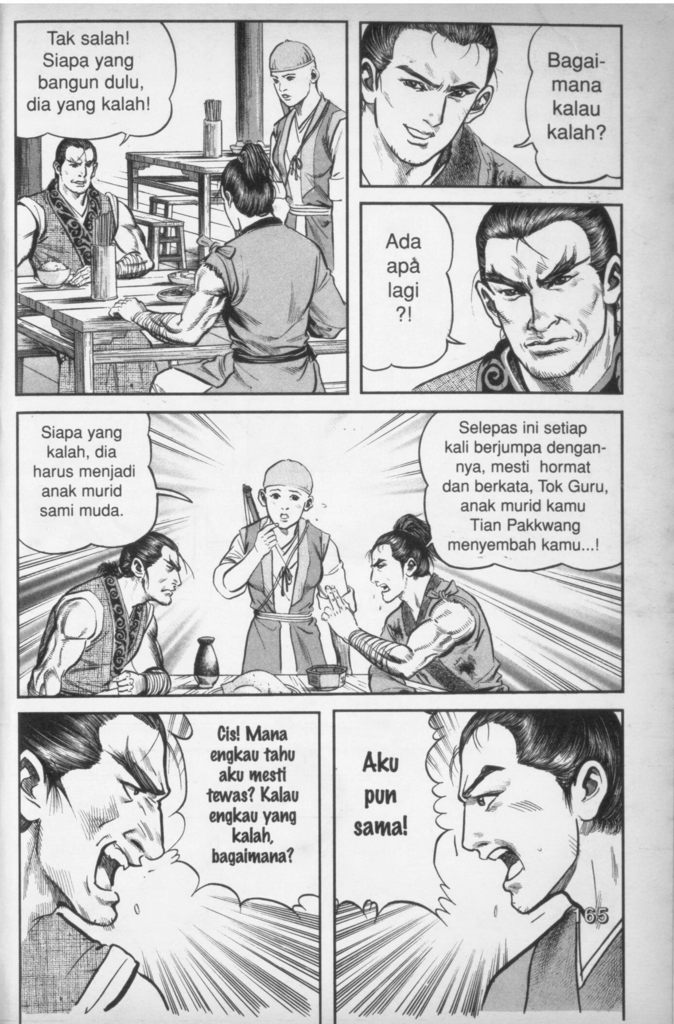 Tak salah!
Siapa yang
bangun dulu,
dia yang kalah!
Bagai-
mana
kalau
kalah?
Ada
apa
lagi
?!
Siapa yang
kalah, dia
harus menjadi
anak murid
sami muda.
Selepas ini setiap
kali berjumpa dengan-
nya, mesti hormat
dan berkata, Tok Guru,
anak murid kamu
Tian Pakkwang
menyembah kamu...!
Cis! Mana
engkau tahu
aku mesti
tewas? Kalau
engkau yang
kalah,
bagaimana?
Aku
pun
sama!
165